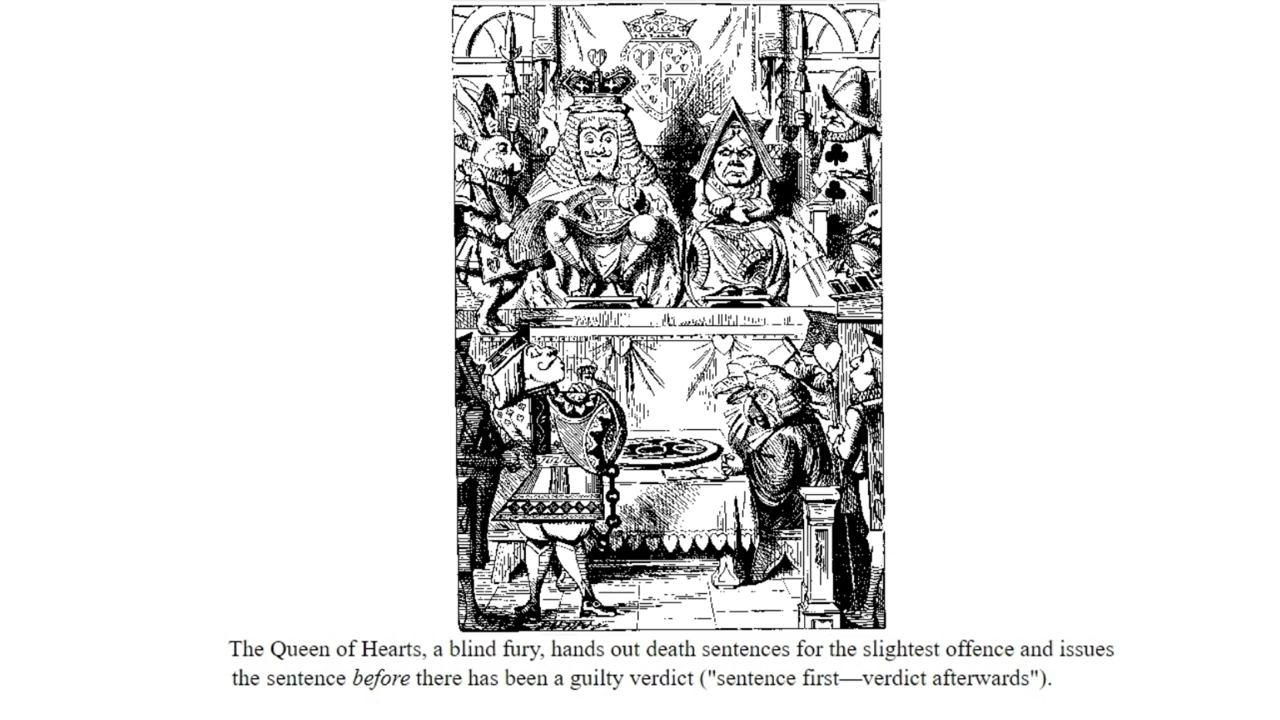 The Queen of Hearts, a blind fury, hands out death sentences for the slightest offence and issues
the sentence before there has been a guilty verdict ("sentence first—verdict afterwards").